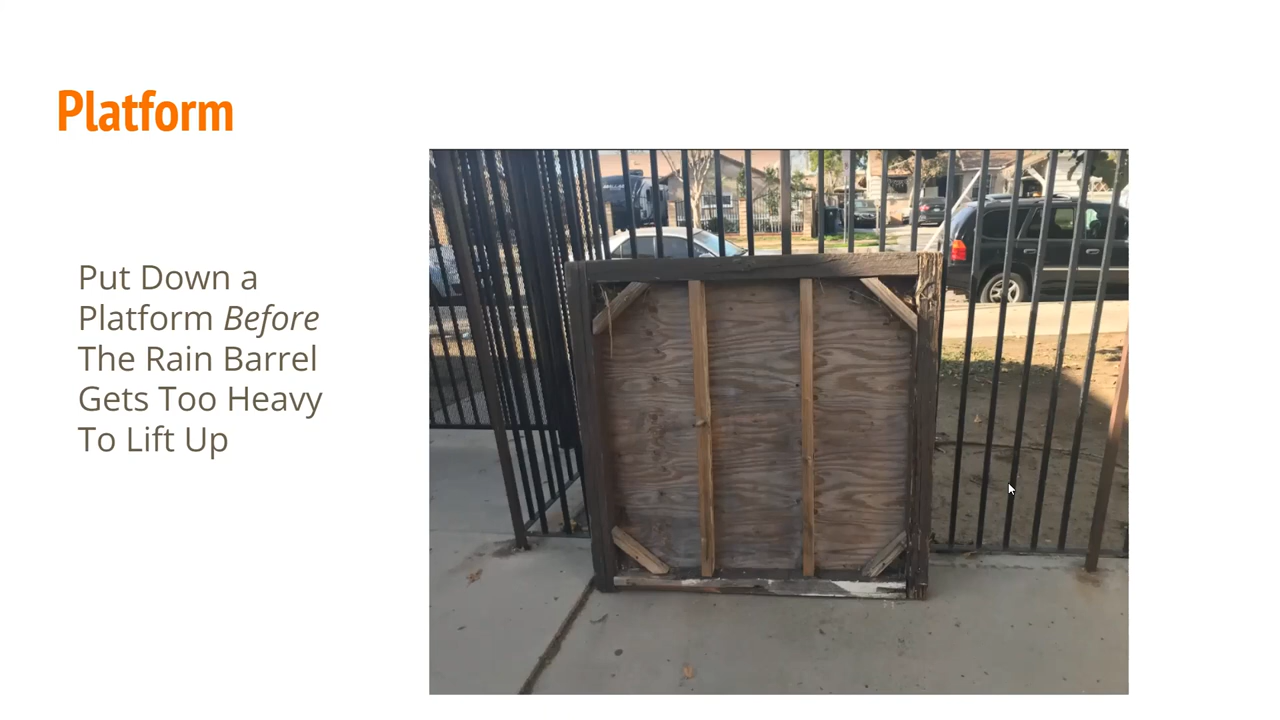 Platform
Put Down a
Platform Before
The Rain Barrel
Gets Too Heavy
To Lift Up